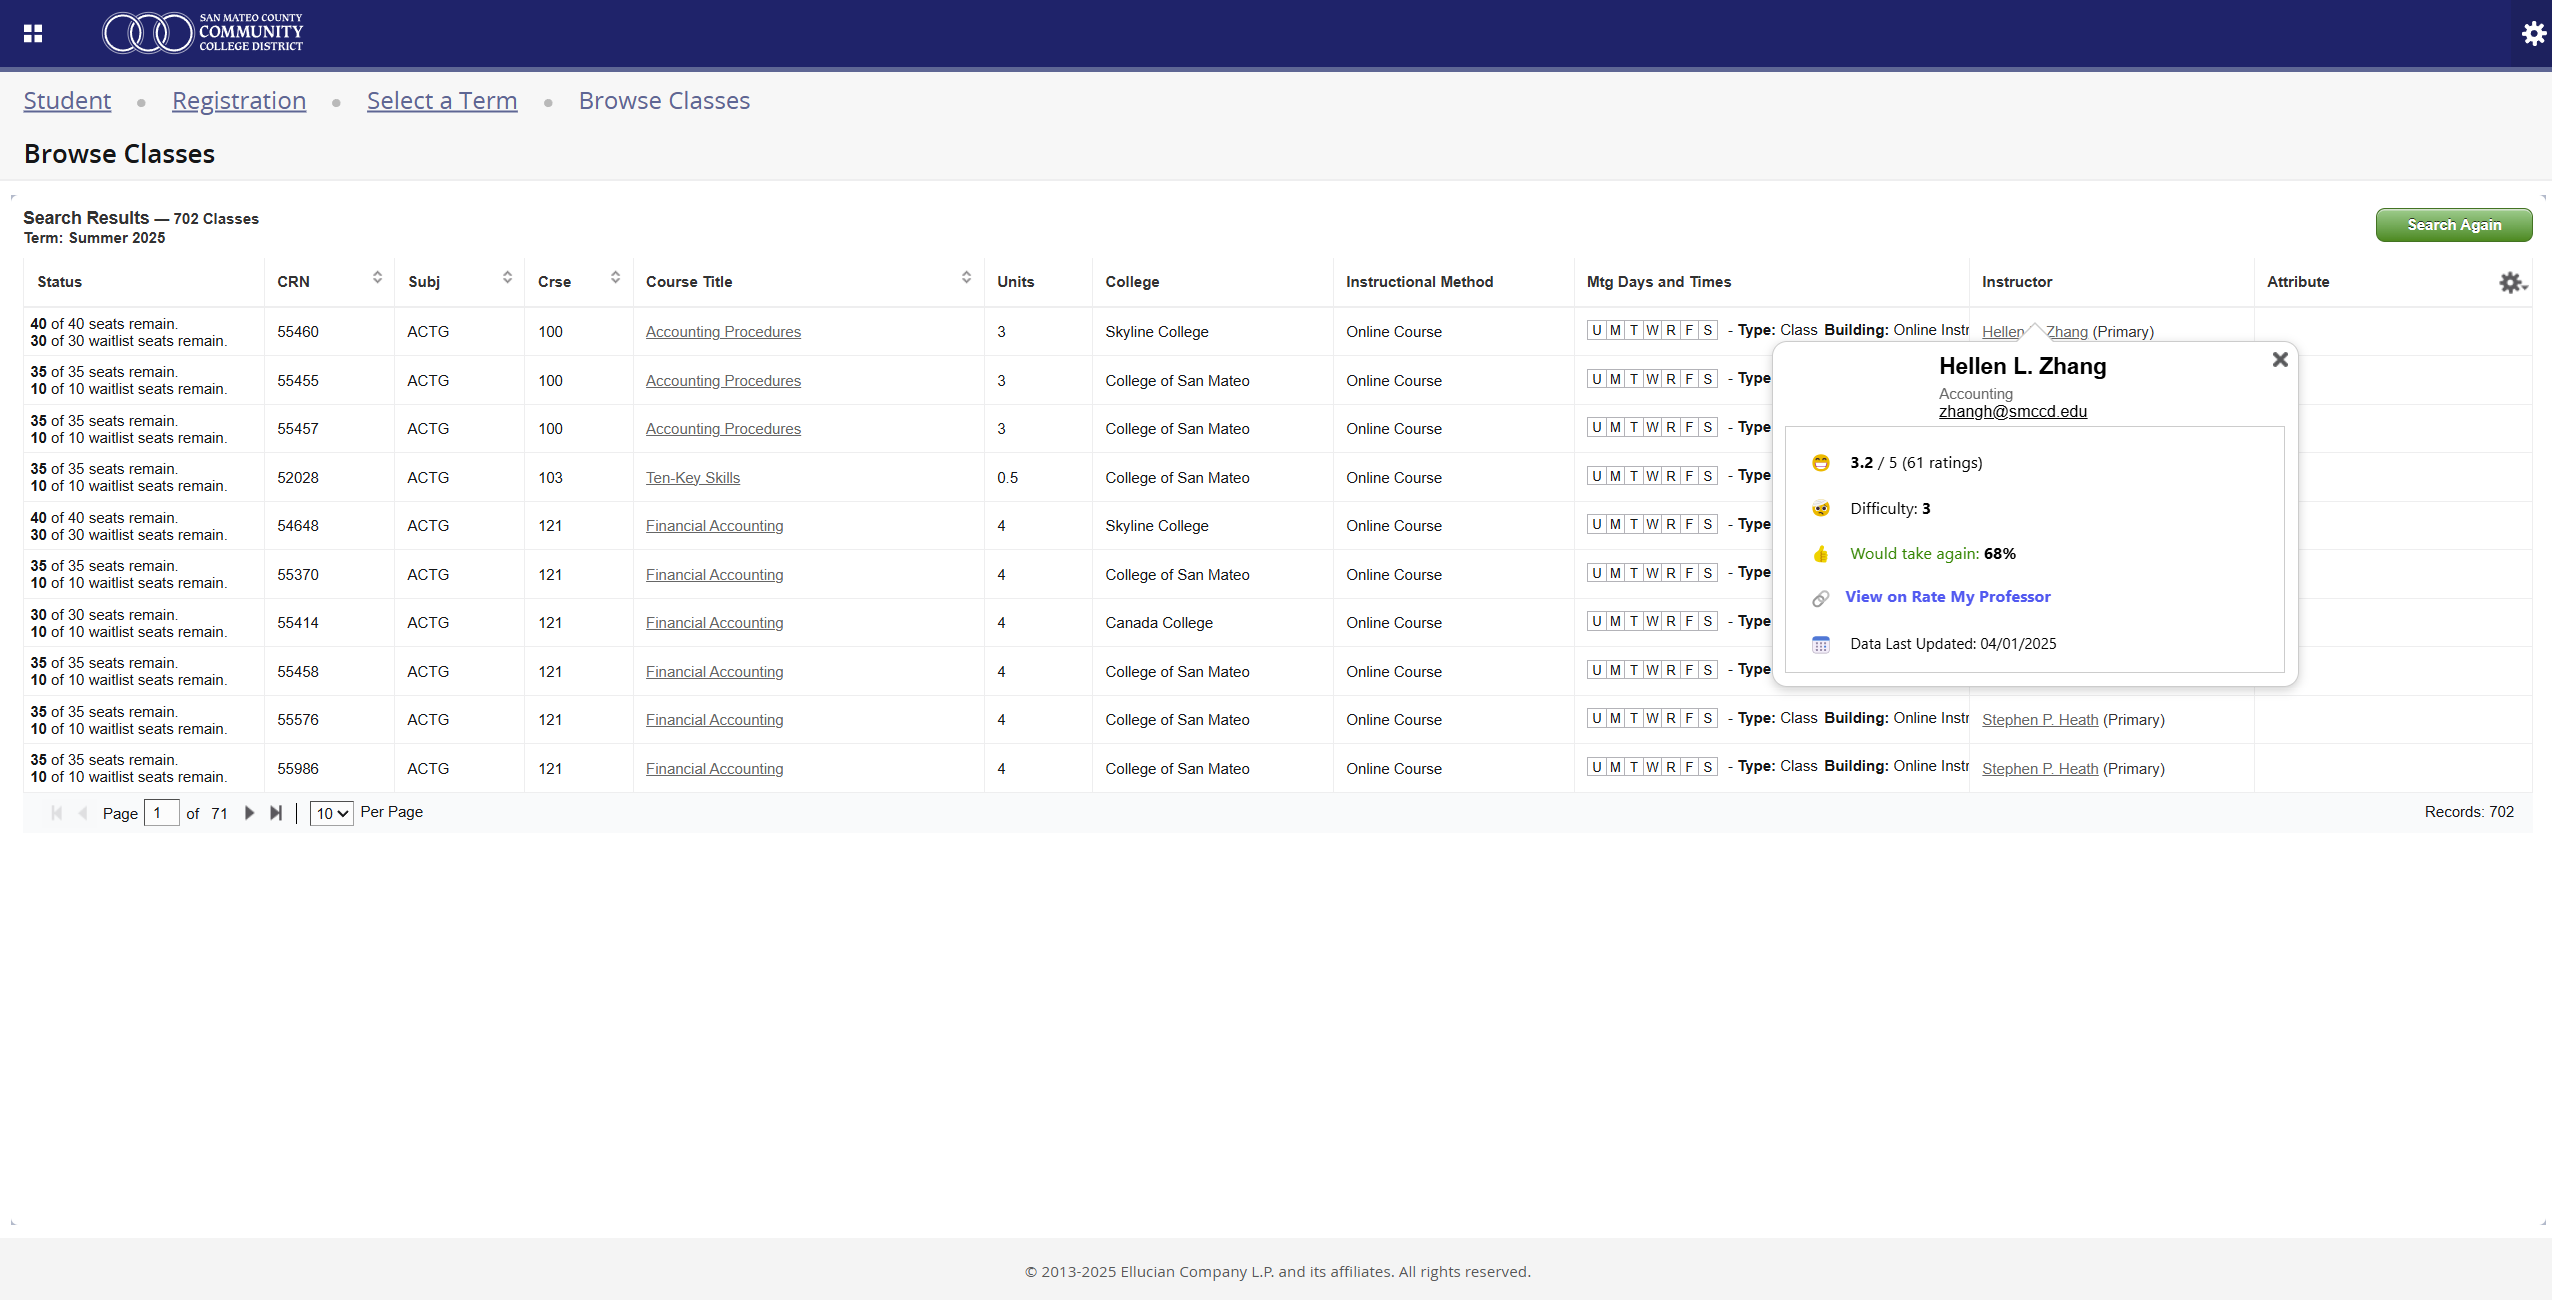 SAN MATEO COUNTY
COMMUNITY
COLLEGE DISTRICT
Student • Registration • Select a Term • Browse Classes
Browse Classes
Search Results — 702 Classes
Term: Summer 2025
Search Again
Status CRN Subj Crse Course Title Units College Instructional Method Mtg Days and Times Instructor Attribute
40 of 40 seats remain.
30 of 30 waitlist seats remain.
55460 ACTG 100 Accounting Procedures 3 Skyline College Online Course U M T W R F S - Type: Class Building: Online Instr Hellen Zhang (Primary)
35 of 35 seats remain.
10 of 10 waitlist seats remain.
55455 ACTG 100 Accounting Procedures 3 College of San Mateo Online Course U M T W R F S - Type
35 of 35 seats remain.
10 of 10 waitlist seats remain.
55457 ACTG 100 Accounting Procedures 3 College of San Mateo Online Course U M T W R F S - Type
35 of 35 seats remain.
10 of 10 waitlist seats remain.
52028 ACTG 103 Ten-Key Skills 0.5 College of San Mateo Online Course U M T W R F S - Type
40 of 40 seats remain.
30 of 30 waitlist seats remain.
54648 ACTG 121 Financial Accounting 4 Skyline College Online Course U M T W R F S - Type
35 of 35 seats remain.
10 of 10 waitlist seats remain.
55370 ACTG 121 Financial Accounting 4 College of San Mateo Online Course U M T W R F S - Type
30 of 30 seats remain.
10 of 10 waitlist seats remain.
55414 ACTG 121 Financial Accounting 4 Canada College Online Course U M T W R F S - Type
35 of 35 seats remain.
10 of 10 waitlist seats remain.
55458 ACTG 121 Financial Accounting 4 College of San Mateo Online Course U M T W R F S - Type
35 of 35 seats remain.
10 of 10 waitlist seats remain.
55576 ACTG 121 Financial Accounting 4 College of San Mateo Online Course U M T W R F S - Type: Class Building: Online Instr Stephen P. Heath (Primary)
35 of 35 seats remain.
10 of 10 waitlist seats remain.
55986 ACTG 121 Financial Accounting 4 College of San Mateo Online Course U M T W R F S - Type: Class Building: Online Instr Stephen P. Heath (Primary)
Hellen L. Zhang
Accounting
zhangh@smccd.edu
3.2 / 5 (61 ratings)
Difficulty: 3
Would take again: 68%
View on Rate My Professor
Data Last Updated: 04/01/2025
Page 1 of 71 | 10 Per Page
Records: 702
© 2013-2025 Ellucian Company L.P. and its affiliates. All rights reserved.